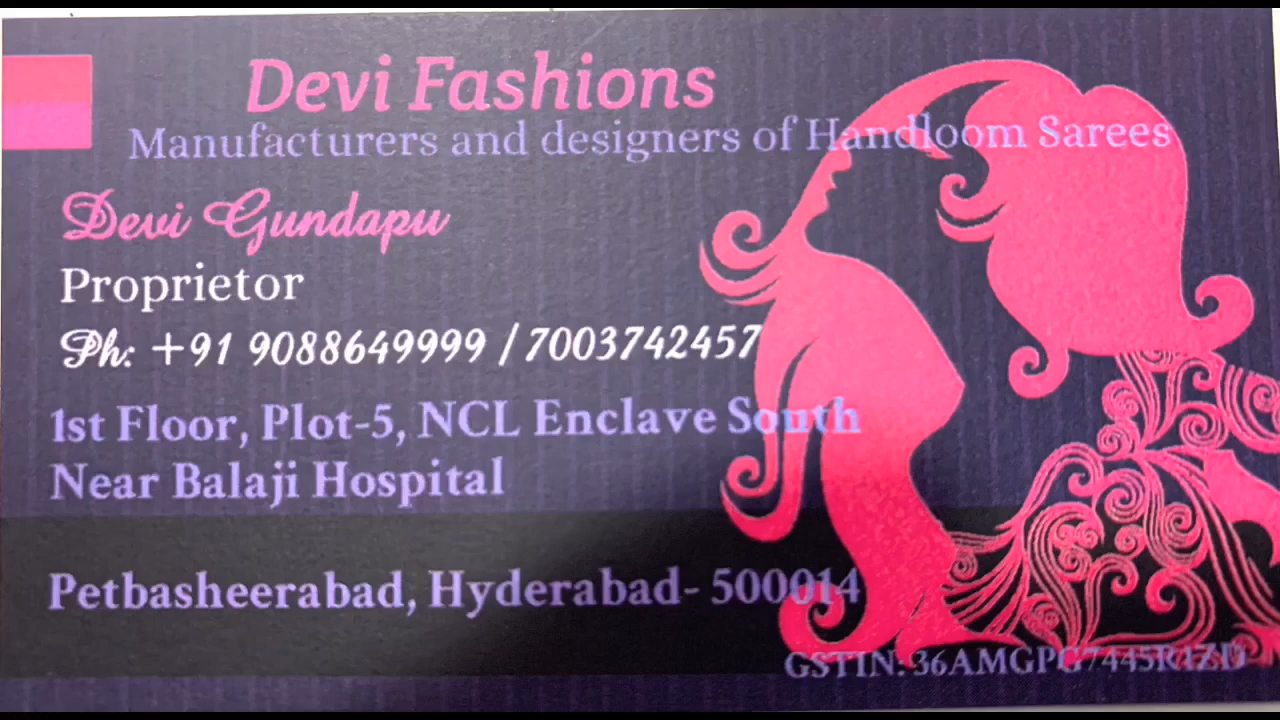 Devi Fashions
Manufacturers and designers of Handloom Sarees
Devi Gundapu
Proprietor
Ph: +91 9088649999 / 7003742457
1st Floor, Plot-5, NCL Enclave South
Near Balaji Hospital
Petbasheerabad, Hyderabad- 500014
GSTIN: